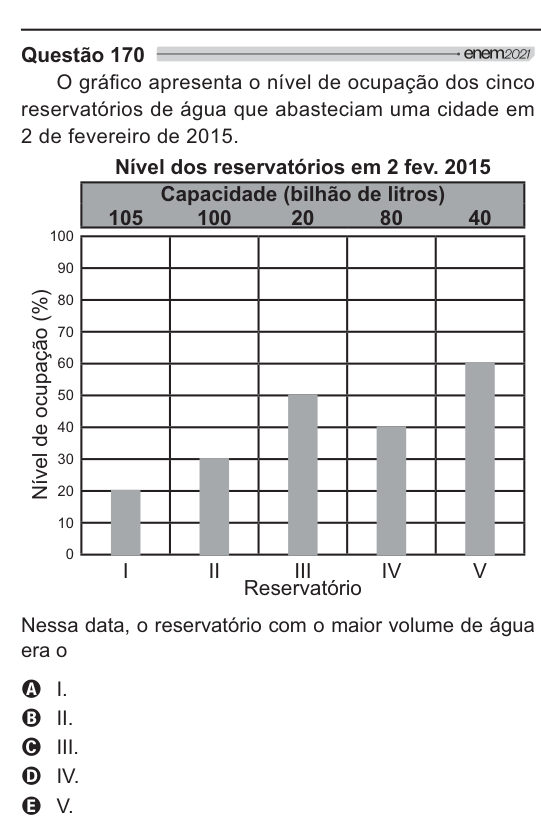 Questão 170 enem2021
O gráfico apresenta o nível de ocupação dos cinco
reservatórios de água que abasteciam uma cidade em
2 de fevereiro de 2015.
Nível dos reservatórios em 2 fev. 2015
Capacidade (bilhão de litros)
105 100 20 80 40
Nível de ocupação (%)
100
90
80
70
60
50
40
30
20
10
0
I II III IV V
Reservatório
Nessa data, o reservatório com o maior volume de água
era o
A I.
B II.
C III.
D IV.
E V.